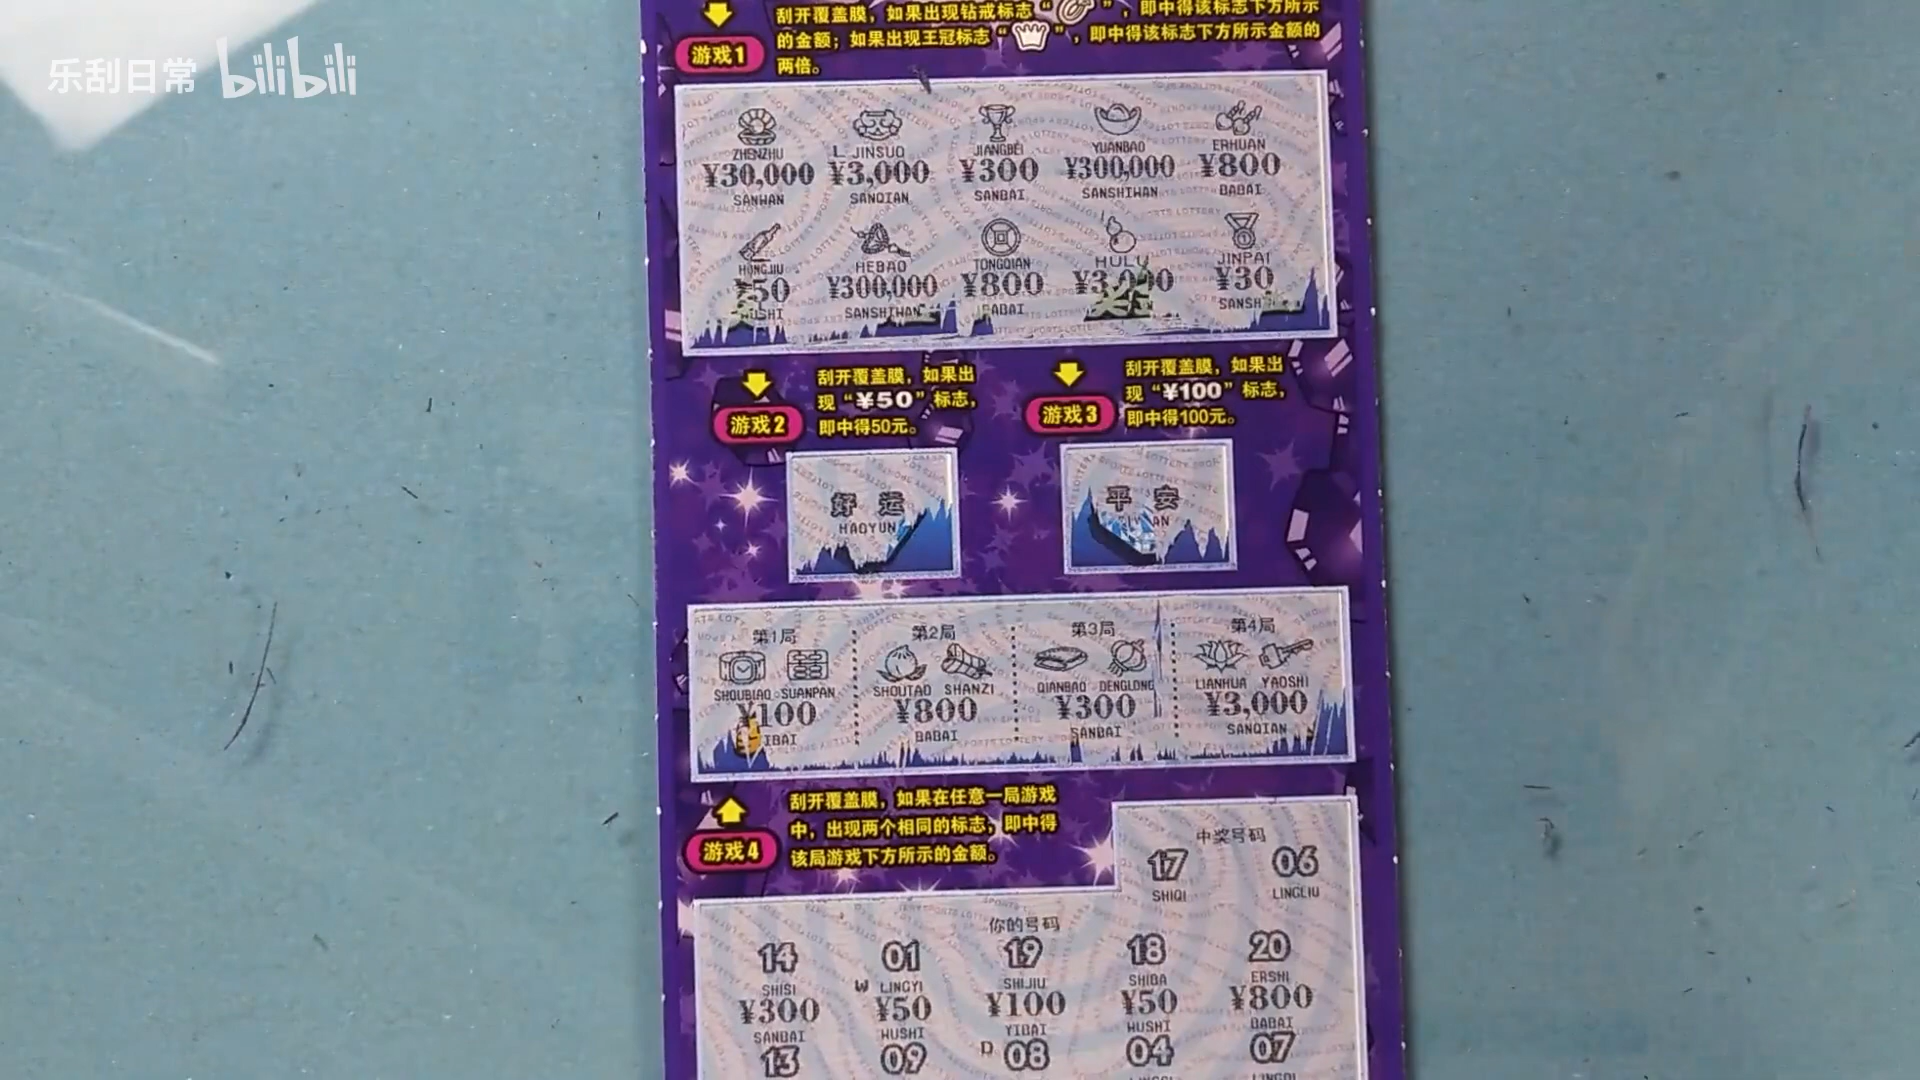 乐刮日常 bilibili
刮开覆盖膜，如果出现钻戒标志“”，即中得该标志下方所示
的金额；如果出现王冠标志“”，即中得该标志下方所示金额的
两倍。
游戏1
ZHENZHU L JINSUO JIANGBEI YUANBAO ERHUAN
¥30,000 ¥3,000 ¥300 ¥300,000 ¥800
SANWAN SANQIAN SANBAI SANSHIWAN BABAI
HONGJIU HEBAO TONGQIAN HULU JINPAI
¥50 ¥300,000 ¥800 ¥3,000 ¥30
WUSHI SANSHIWAN BABAI SANSH
游戏2
刮开覆盖膜，如果出
现“¥50”标志，
即中得50元。
游戏3
刮开覆盖膜，如果出
现“¥100”标志，
即中得100元。
好运
HAOYUN
平安
第1局 第2局 第3局 第4局
SHOUBIAO SUANPAN SHOUTAO SHANZI QIANBAO DENGLONG LIANHUA YAOSHI
¥100 ¥800 ¥300 ¥3,000
IBAI BABAI SANBAI SANQIAN
游戏4
刮开覆盖膜，如果在任意一局游戏
中，出现两个相同的标志，即中得
该局游戏下方所示的金额。
中奖号码
17 06
SHIQI LINGLIU
你的号码
14 01 19 18 20
SHISI W LINGYI SHIJIU SHIBA ERSHI
¥300 ¥50 ¥100 ¥50 ¥800
SANBAI WUSHI YIBAI WUSHI BABAI
13 09 D 08 04 07